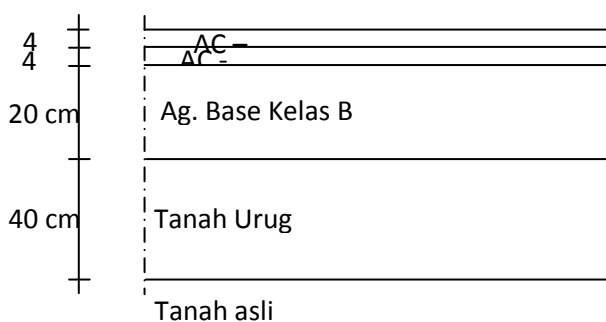 4 AC –
4 AC -
20 cm Ag. Base Kelas B
40 cm Tanah Urug
Tanah asli